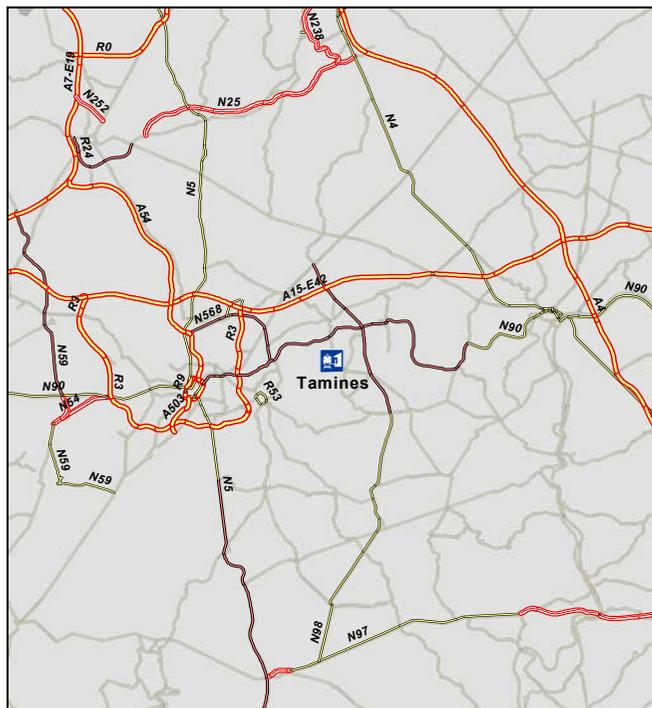 N238
R0
A7-E19
N252
N25
N4
R24
N5
A54
A15-E42
N90
R3
N568
R3
A4
N90
N59
Tamines
R9
R3
N90
R53
N54
A503
N59
N59
N5
N98
N97